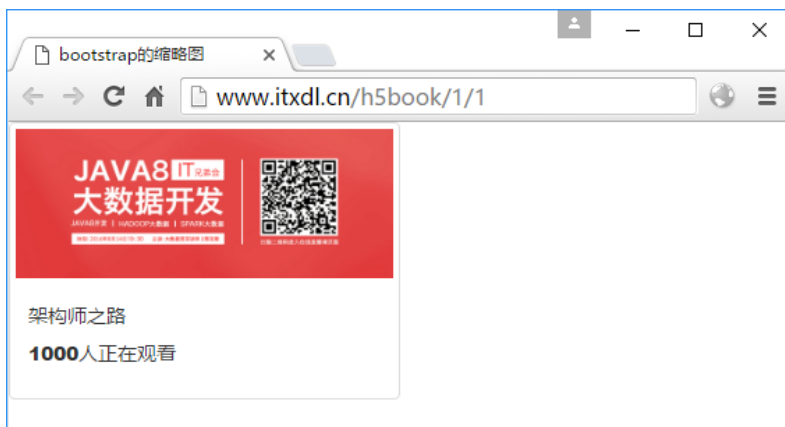 bootstrap的缩略图
www.itxdl.cn/h5book/1/1
JAVA8 IT兄弟会
大数据开发
JAVA8开发 | HADOOP大数据 | SPARK大数据
架构师之路
1000人正在观看